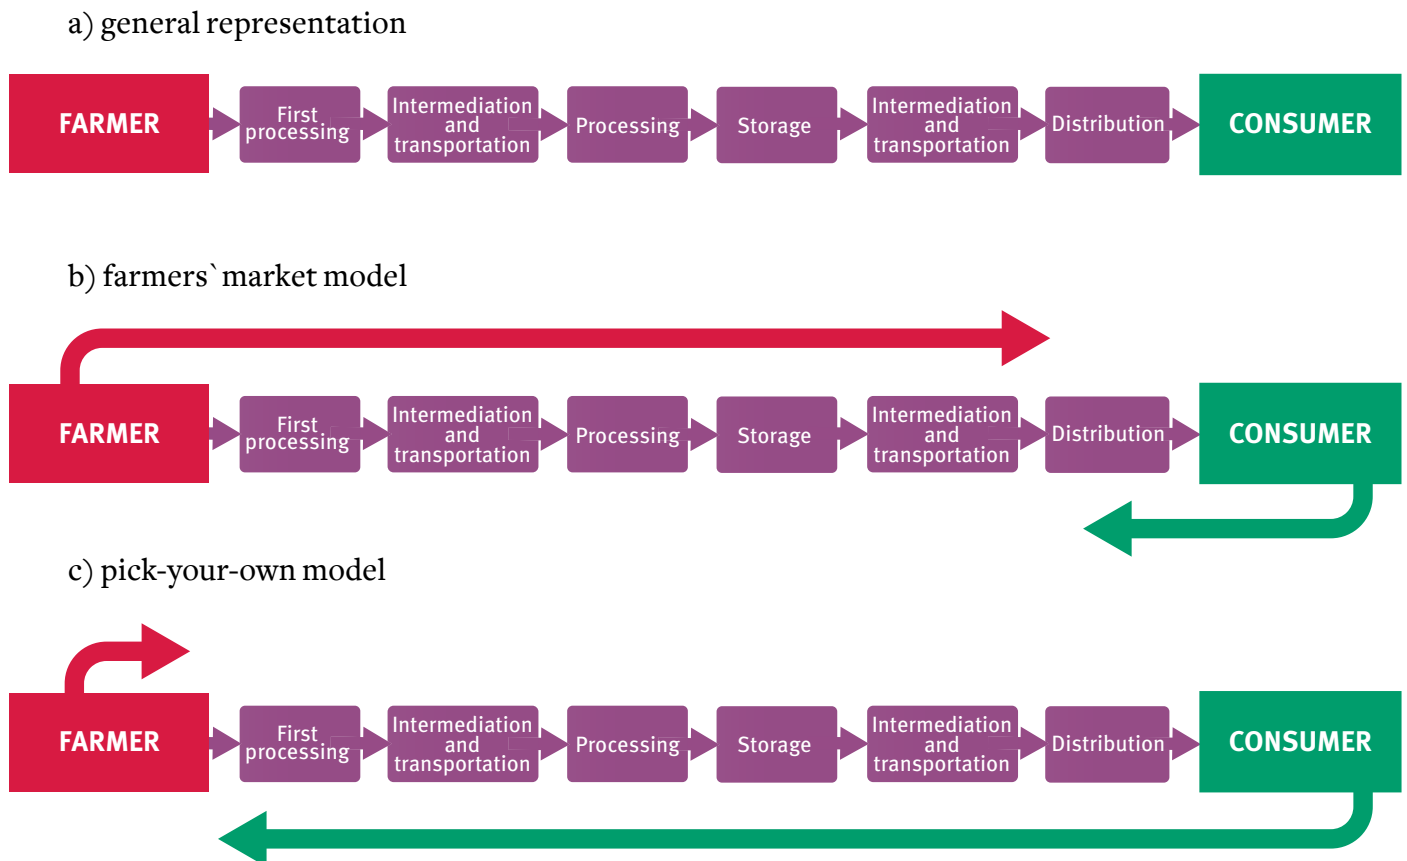 a) general representation
FARMER
First
processing
Intermediation
and
transportation
Processing
Storage
Intermediation
and
transportation
Distribution
CONSUMER
b) farmers` market model
FARMER
First
processing
Intermediation
and
transportation
Processing
Storage
Intermediation
and
transportation
Distribution
CONSUMER
c) pick-your-own model
FARMER
First
processing
Intermediation
and
transportation
Processing
Storage
Intermediation
and
transportation
Distribution
CONSUMER